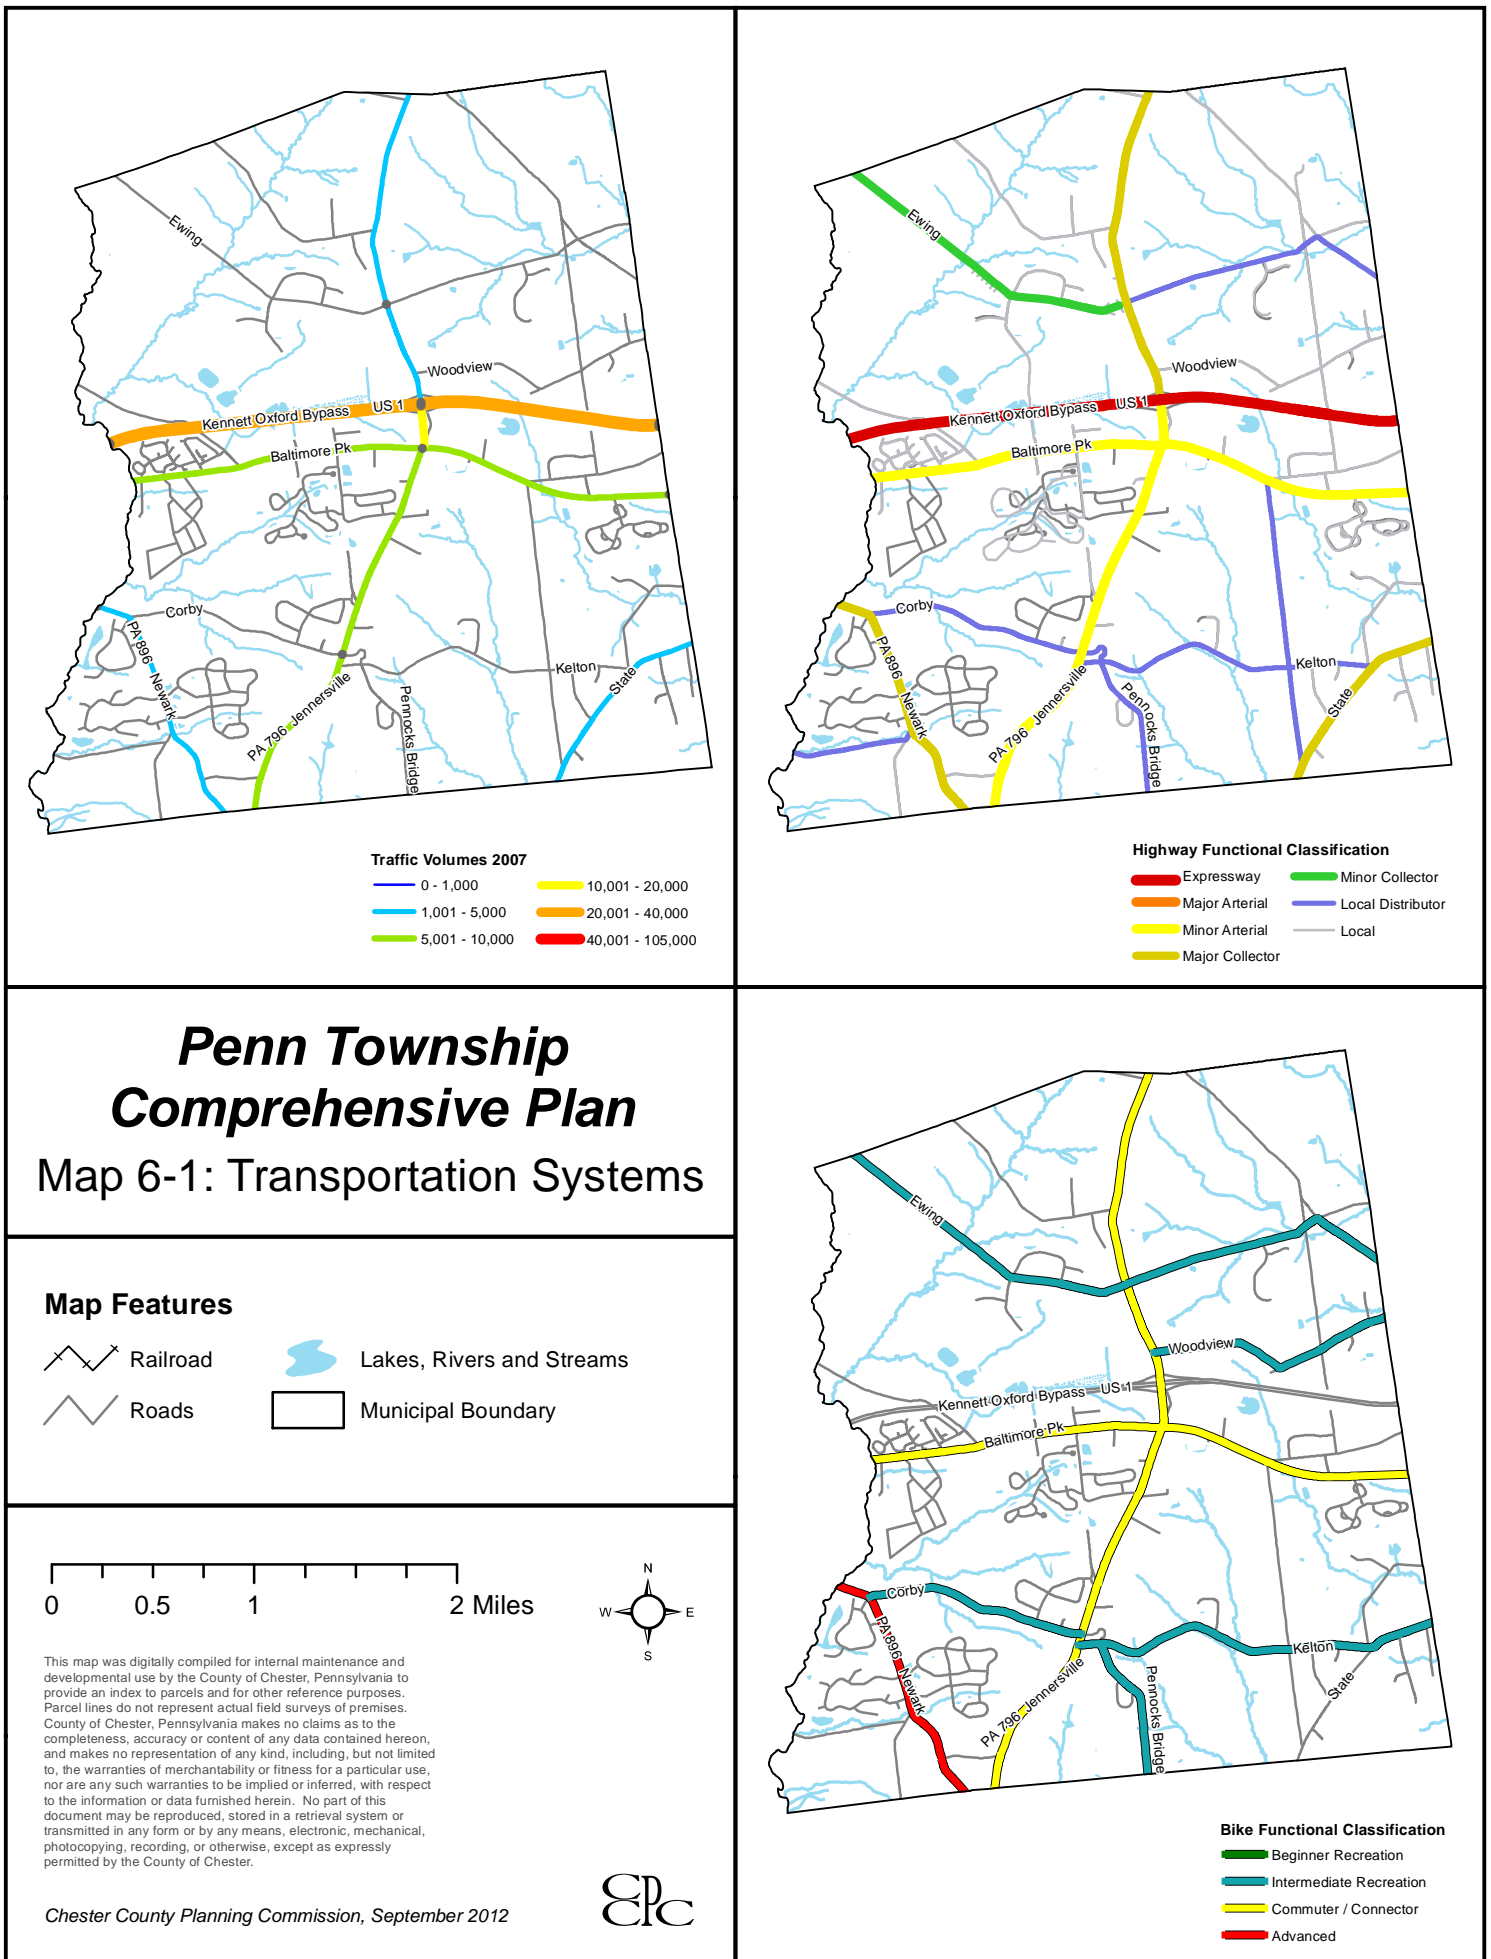 Ewing
Woodview
Kennett Oxford Bypass US 1
Baltimore Pk
Corby
PA 896 Newark
PA 796 Jennersville
Pennocks Bridge
Kelton
State
Traffic Volumes 2007
0 - 1,000
1,001 - 5,000
5,001 - 10,000
10,001 - 20,000
20,001 - 40,000
40,001 - 105,000
Ewing
Woodview
Kennett Oxford Bypass US 1
Baltimore Pk
Corby
PA 896 Newark
PA 796 Jennersville
Pennocks Bridge
Kelton
State
Highway Functional Classification
Expressway
Major Arterial
Minor Arterial
Major Collector
Minor Collector
Local Distributor
Local
Penn Township
Comprehensive Plan
Map 6-1: Transportation Systems
Map Features
Railroad
Roads
Lakes, Rivers and Streams
Municipal Boundary
0 0.5 1 2 Miles
N
W E
S
This map was digitally compiled for internal maintenance and
developmental use by the County of Chester, Pennsylvania to
provide an index to parcels and for other reference purposes.
Parcel lines do not represent actual field surveys of premises.
County of Chester, Pennsylvania makes no claims as to the
completeness, accuracy or content of any data contained hereon,
and makes no representation of any kind, including, but not limited
to, the warranties of merchantability or fitness for a particular use,
nor are any such warranties to be implied or inferred, with respect
to the information or data furnished herein. No part of this
document may be reproduced, stored in a retrieval system or
transmitted in any form or by any means, electronic, mechanical,
photocopying, recording, or otherwise, except as expressly
permitted by the County of Chester.
Chester County Planning Commission, September 2012
CPC
CPC
Ewing
Woodview
Kennett Oxford Bypass US 1
Baltimore Pk
Corby
PA 896 Newark
PA 796 Jennersville
Pennocks Bridge
Kelton
State
Bike Functional Classification
Beginner Recreation
Intermediate Recreation
Commuter / Connector
Advanced